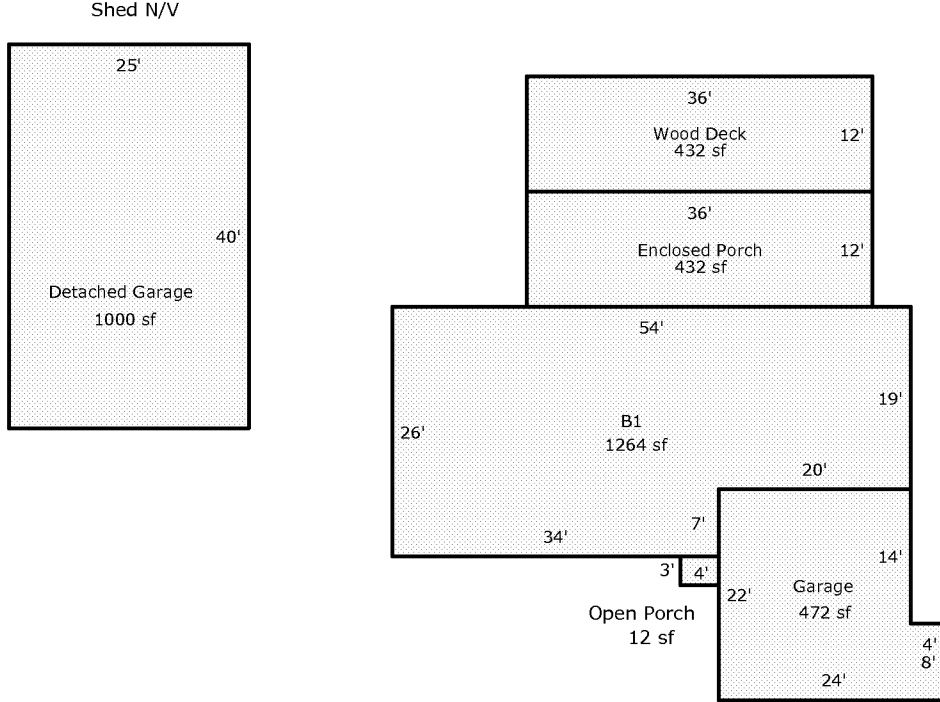 Shed N/V
25'
40'
Detached Garage
1000 sf
36'
Wood Deck
432 sf
12'
36'
Enclosed Porch
432 sf
12'
54'
19'
26'
B1
1264 sf
20'
7'
34'
3'
4'
14'
22'
Garage
472 sf
Open Porch
12 sf
4'
8'
24'